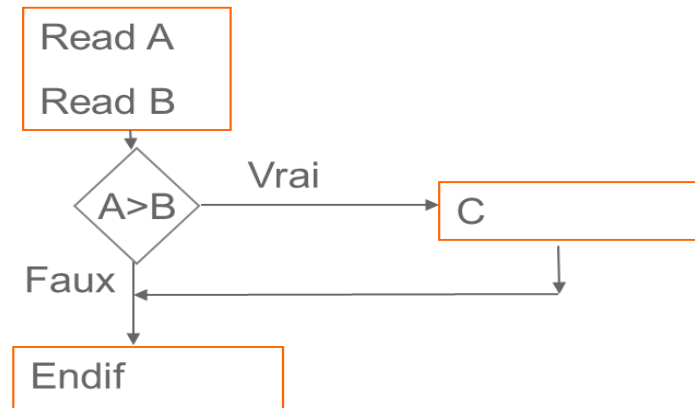 Read A
Read B
Vrai
A>B
C
Faux
Endif